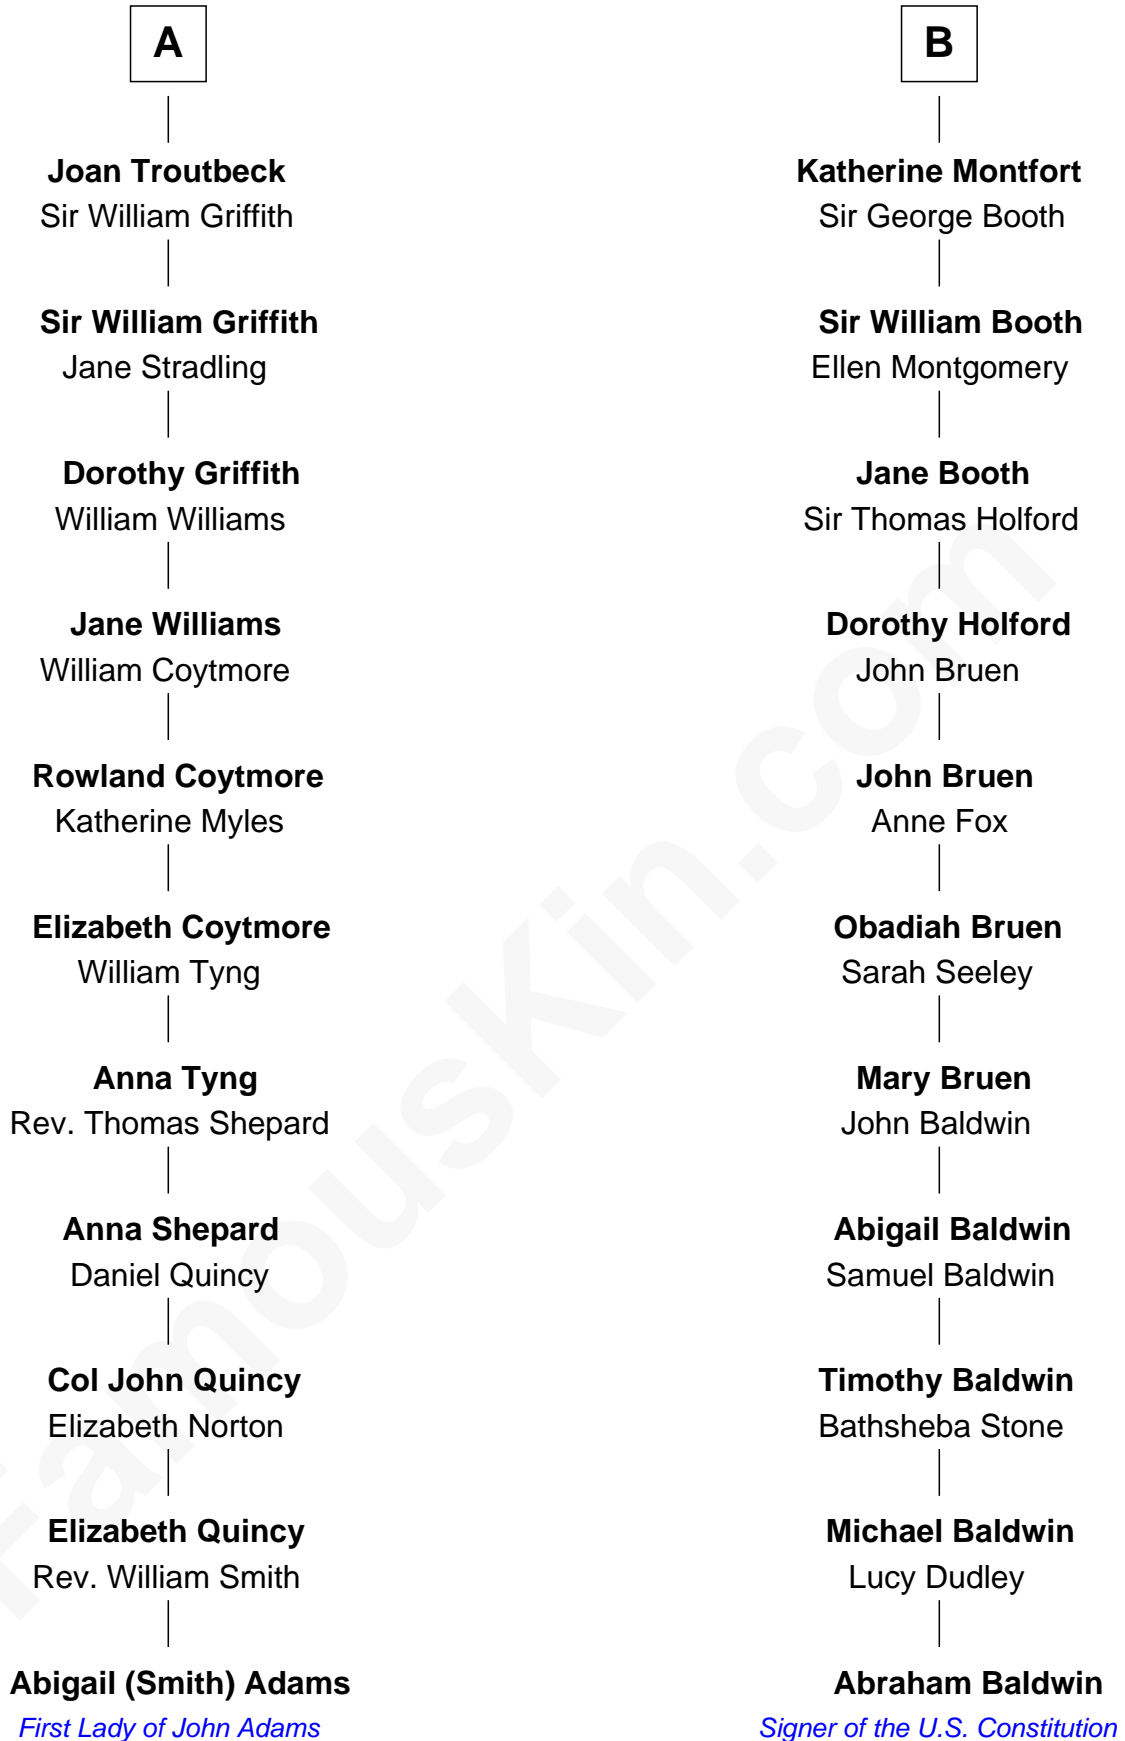 A
Joan Troutbeck
Sir William Griffith
Sir William Griffith
Jane Stradling
Dorothy Griffith
William Williams
Jane Williams
William Coytmore
Rowland Coytmore
Katherine Myles
Elizabeth Coytmore
William Tyng
Anna Tyng
Rev. Thomas Shepard
Anna Shepard
Daniel Quincy
Col John Quincy
Elizabeth Norton
Elizabeth Quincy
Rev. William Smith
Abigail (Smith) Adams
First Lady of John Adams
B
Katherine Montfort
Sir George Booth
Sir William Booth
Ellen Montgomery
Jane Booth
Sir Thomas Holford
Dorothy Holford
John Bruen
John Bruen
Anne Fox
Obadiah Bruen
Sarah Seeley
Mary Bruen
John Baldwin
Abigail Baldwin
Samuel Baldwin
Timothy Baldwin
Bathsheba Stone
Michael Baldwin
Lucy Dudley
Abraham Baldwin
Signer of the U.S. Constitution
FamousKin.com